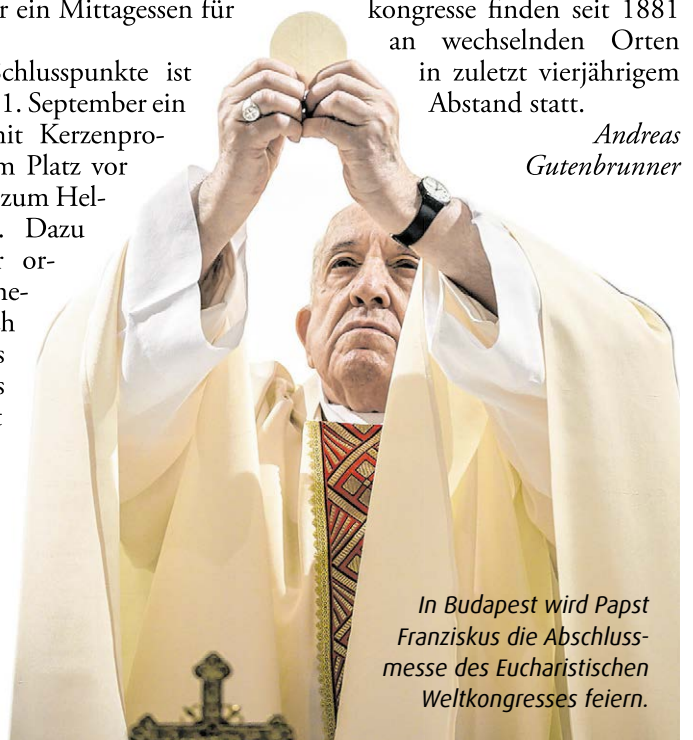 r ein Mittagessen für
chlusspunkte ist
1. September ein
it Kerzenpro-
m Platz vor
zum Hel-
. Dazu
r or-
ne-
h
s
s
t
kongresse finden seit 1881
an wechselnden Orten
in zuletzt vierjährigem
Abstand statt.
Andreas
Gutenbrunner
In Budapest wird Papst
Franziskus die Abschluss-
messe des Eucharistischen
Weltkongresses feiern.